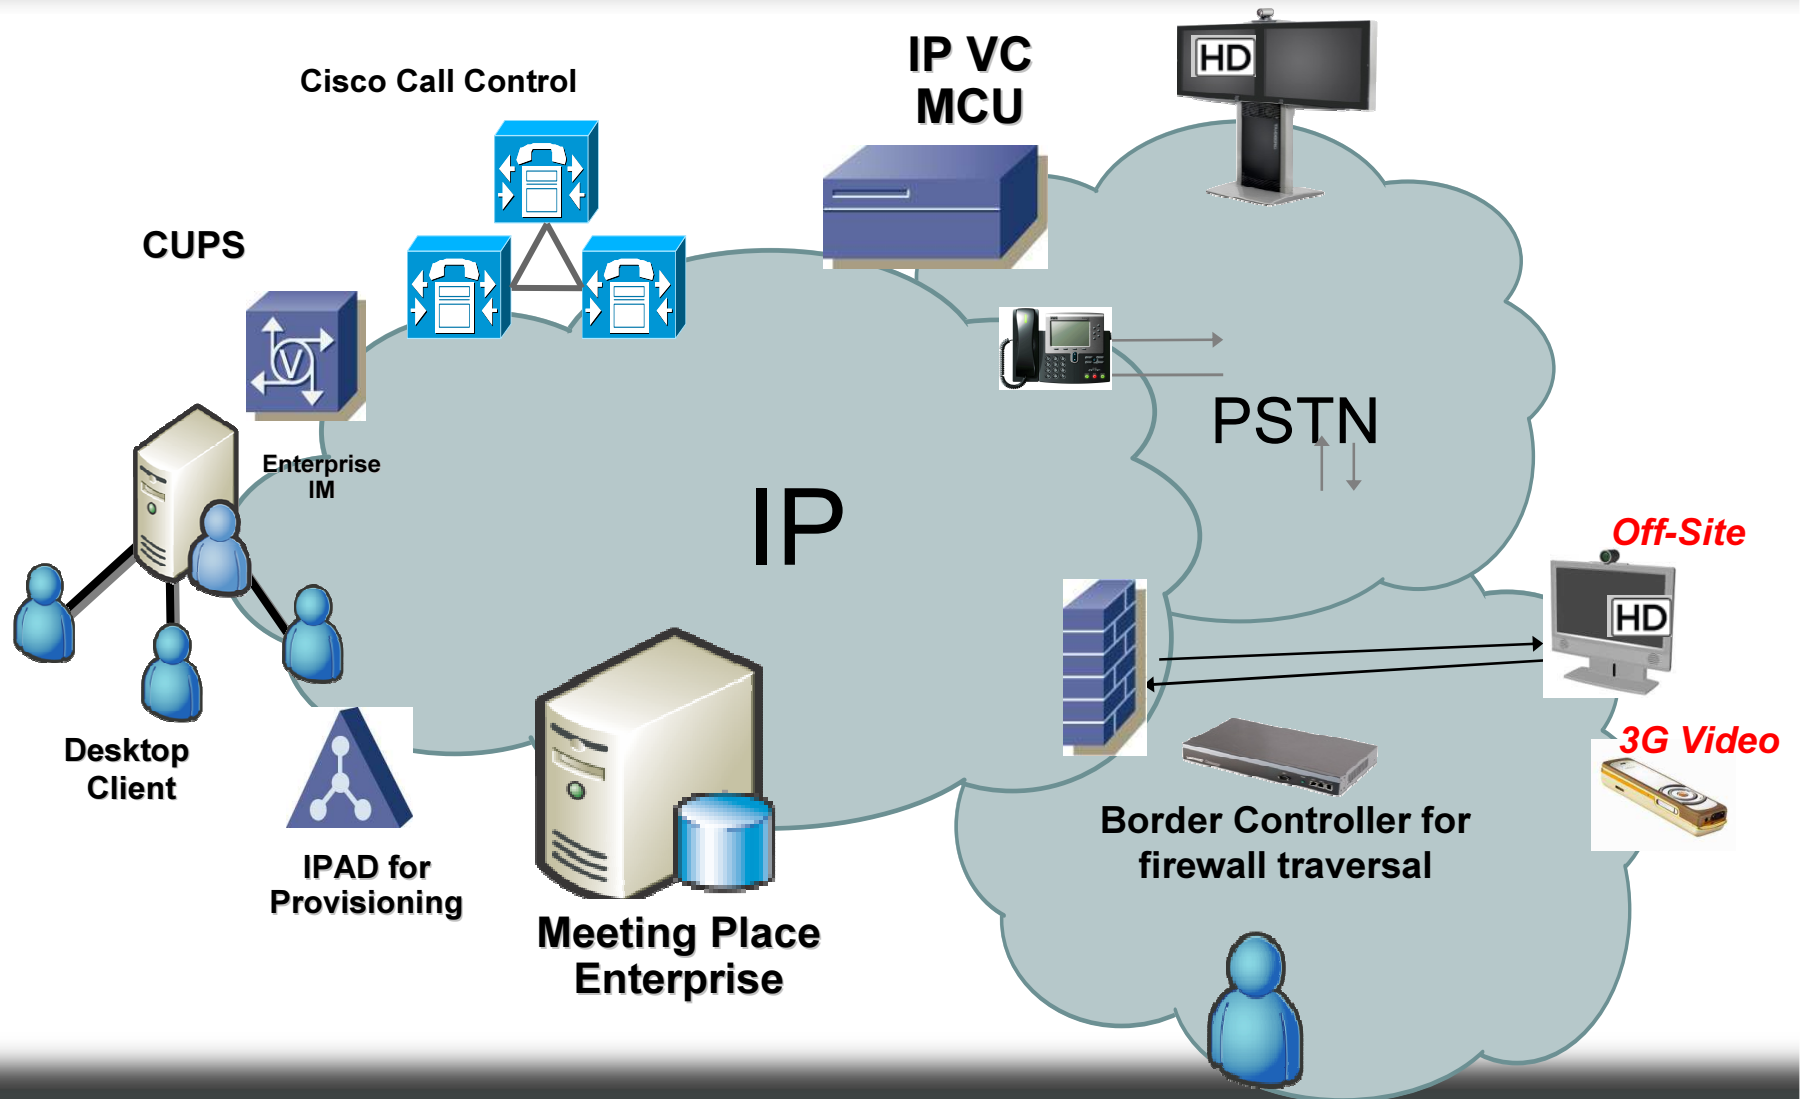 IP VC
MCU
HD
Cisco Call Control
CUPS
V
Enterprise
IM
PSTN
IP
Off-Site
HD
3G Video
Desktop
Client
Border Controller for
firewall traversal
IPAD for
Provisioning
Meeting Place
Enterprise